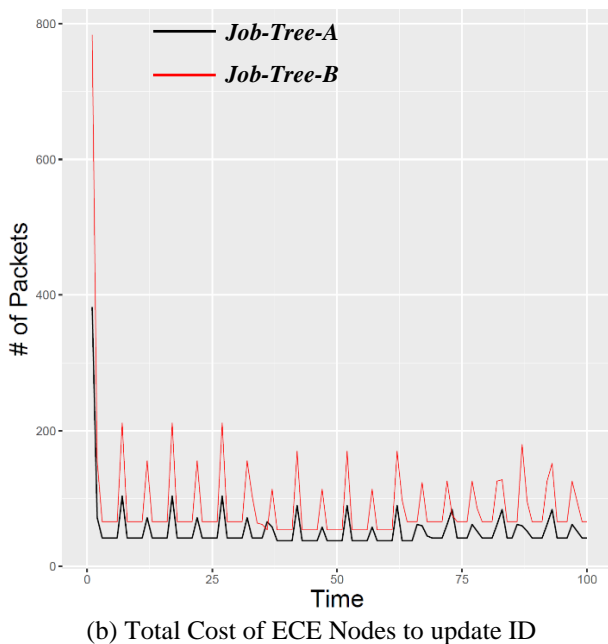 800
Job-Tree-A
Job-Tree-B
600
# of Packets
400
200
0
0 25 50 75 100
Time
(b) Total Cost of ECE Nodes to update ID